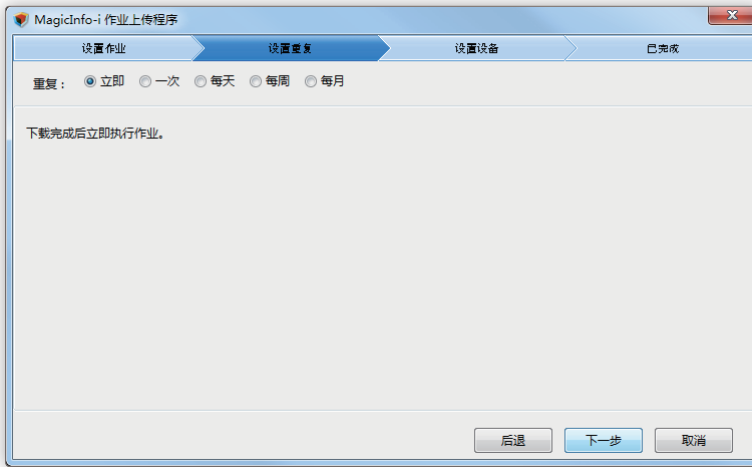 MagicInfo-i 作业上传程序
设置作业 设置重复 设置设备 已完成
重复： 立即 一次 每天 每周 每月
下载完成后立即执行作业。
后退 下一步 取消